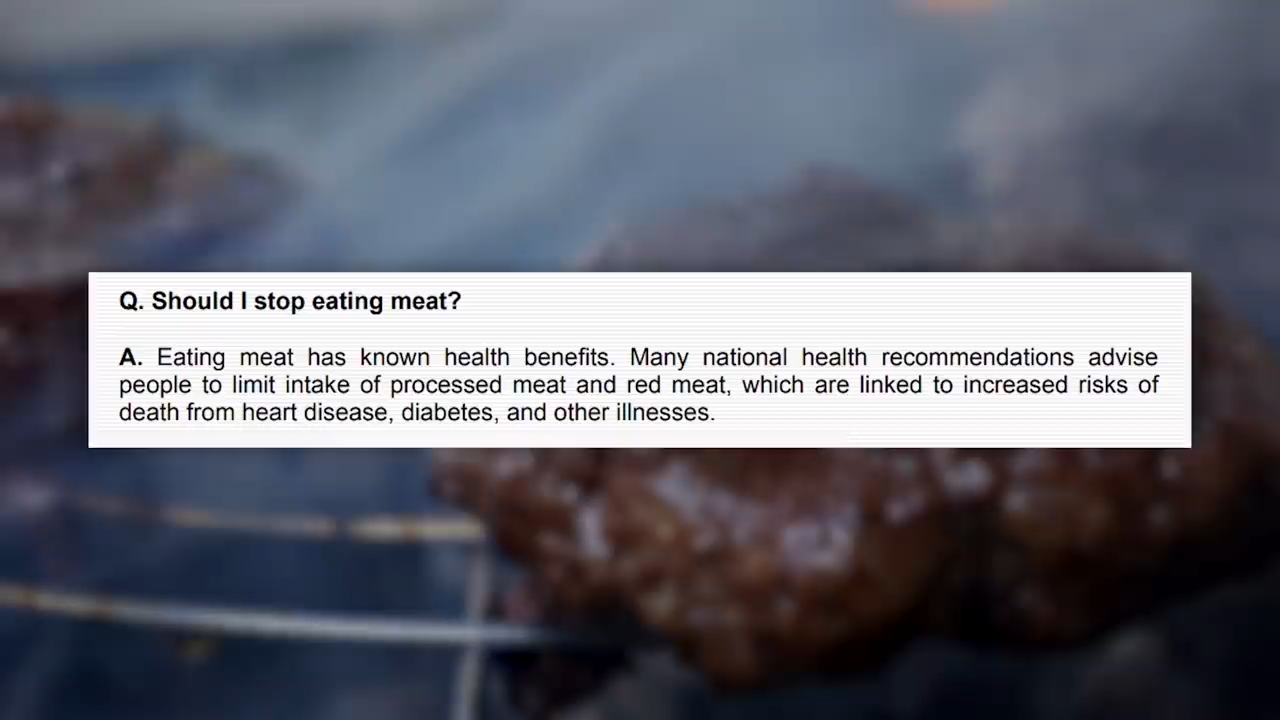 Q. Should I stop eating meat?
A. Eating meat has known health benefits. Many national health recommendations advise
people to limit intake of processed meat and red meat, which are linked to increased risks of
death from heart disease, diabetes, and other illnesses.